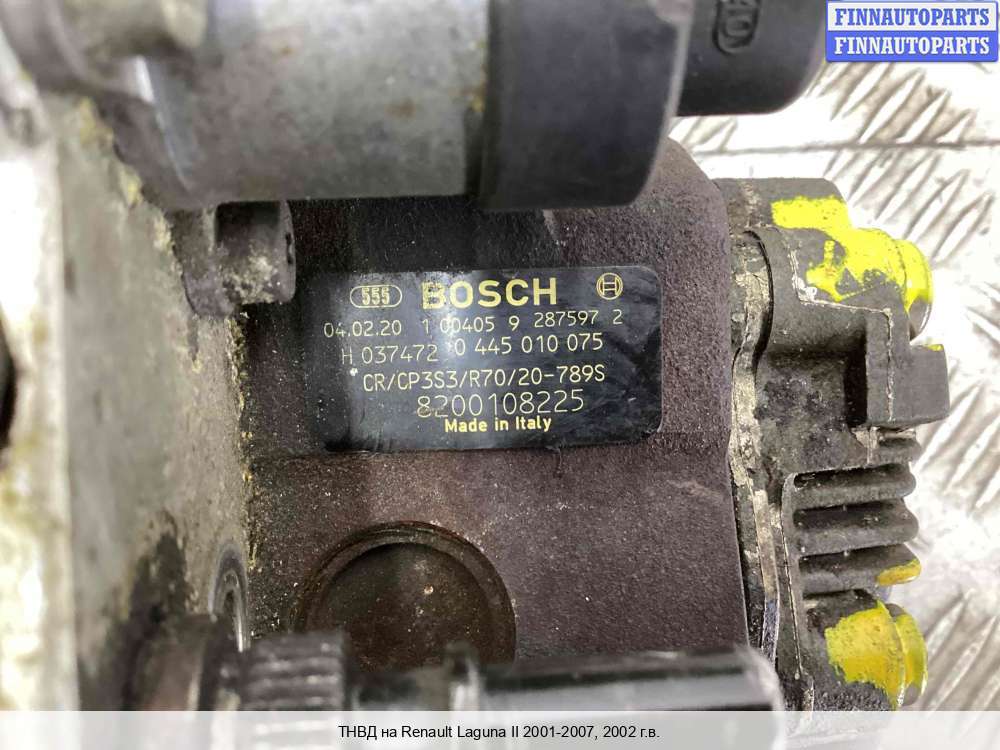 FINNAUTOPARTS
FINNAUTOPARTS
555 BOSCH
04.02.20 1 00405 9 287597 2
H 037472 0 445 010 075
CR/CP3S3/R70/20-789S
8200108225
Made in Italy
ТНВД на Renault Laguna II 2001-2007, 2002 г.в.